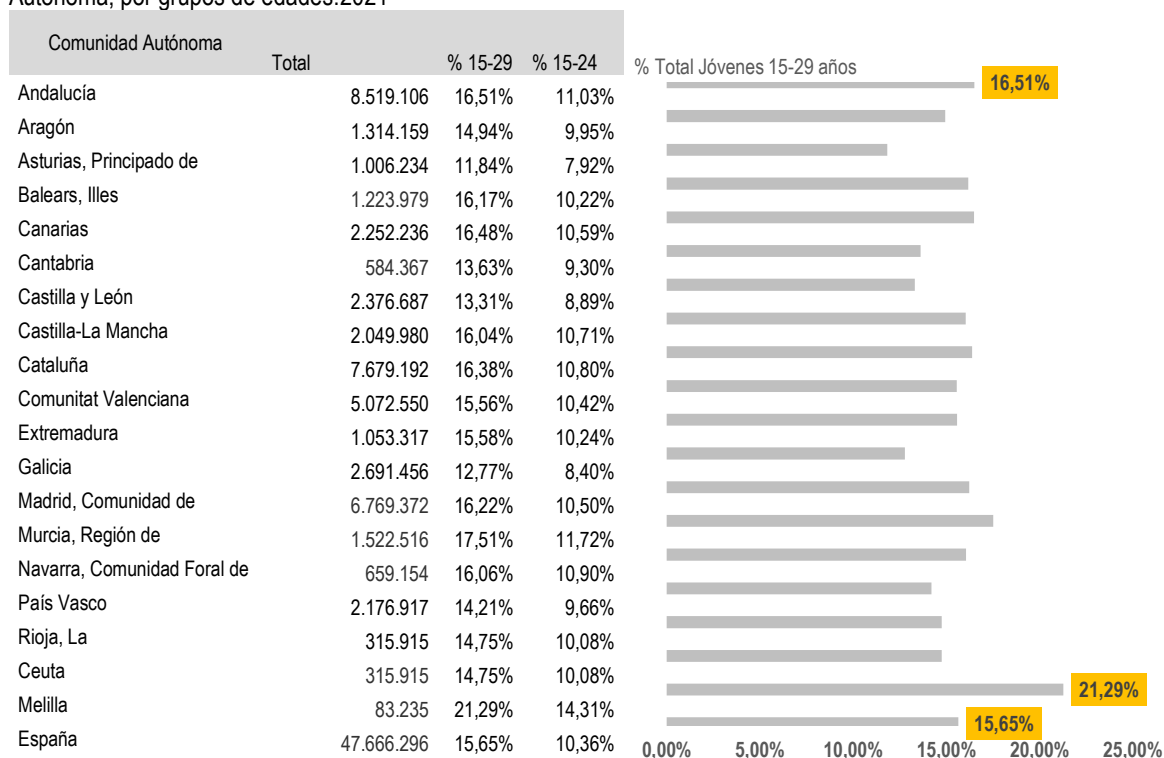 Autónoma, por grupos de edades.2021
Comunidad Autónoma
Total % 15-29 % 15-24 % Total Jóvenes 15-29 años
Andalucía 8.519.106 16,51% 11,03% 16,51%
Aragón 1.314.159 14,94% 9,95%
Asturias, Principado de 1.006.234 11,84% 7,92%
Balears, Illes 1.223.979 16,17% 10,22%
Canarias 2.252.236 16,48% 10,59%
Cantabria 584.367 13,63% 9,30%
Castilla y León 2.376.687 13,31% 8,89%
Castilla-La Mancha 2.049.980 16,04% 10,71%
Cataluña 7.679.192 16,38% 10,80%
Comunitat Valenciana 5.072.550 15,56% 10,42%
Extremadura 1.053.317 15,58% 10,24%
Galicia 2.691.456 12,77% 8,40%
Madrid, Comunidad de 6.769.372 16,22% 10,50%
Murcia, Región de 1.522.516 17,51% 11,72%
Navarra, Comunidad Foral de 659.154 16,06% 10,90%
País Vasco 2.176.917 14,21% 9,66%
Rioja, La 315.915 14,75% 10,08%
Ceuta 315.915 14,75% 10,08%
Melilla 83.235 21,29% 14,31% 21,29%
España 47.666.296 15,65% 10,36% 15,65%
0,00% 5,00% 10,00% 15,00% 20,00% 25,00%